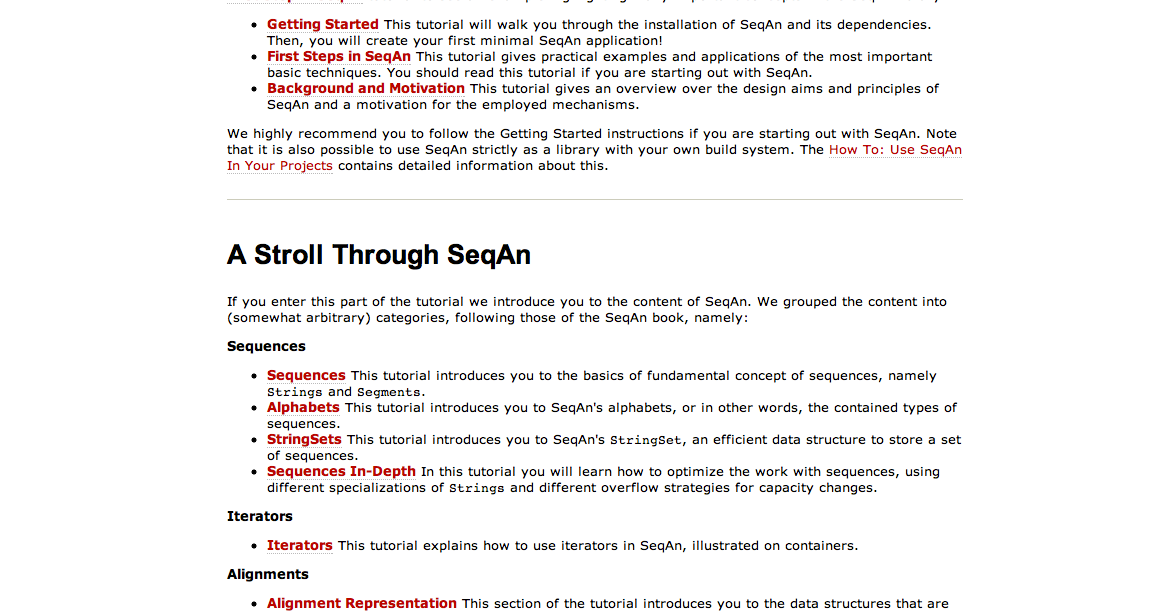 Getting Started This tutorial will walk you through the installation of SeqAn and its dependencies.
Then, you will create your first minimal SeqAn application!
First Steps in SeqAn This tutorial gives practical examples and applications of the most important
basic techniques. You should read this tutorial if you are starting out with SeqAn.
Background and Motivation This tutorial gives an overview over the design aims and principles of
SeqAn and a motivation for the employed mechanisms.
We highly recommend you to follow the Getting Started instructions if you are starting out with SeqAn. Note
that it is also possible to use SeqAn strictly as a library with your own build system. The How To: Use SeqAn
In Your Projects contains detailed information about this.
A Stroll Through SeqAn
If you enter this part of the tutorial we introduce you to the content of SeqAn. We grouped the content into
(somewhat arbitrary) categories, following those of the SeqAn book, namely:
Sequences
Sequences This tutorial introduces you to the basics of fundamental concept of sequences, namely
Strings and Segments.
Alphabets This tutorial introduces you to SeqAn's alphabets, or in other words, the contained types of
sequences.
StringSets This tutorial introduces you to SeqAn's StringSet, an efficient data structure to store a set
of sequences.
Sequences In-Depth In this tutorial you will learn how to optimize the work with sequences, using
different specializations of Strings and different overflow strategies for capacity changes.
Iterators
Iterators This tutorial explains how to use iterators in SeqAn, illustrated on containers.
Alignments
Alignment Representation This section of the tutorial introduces you to the data structures that are